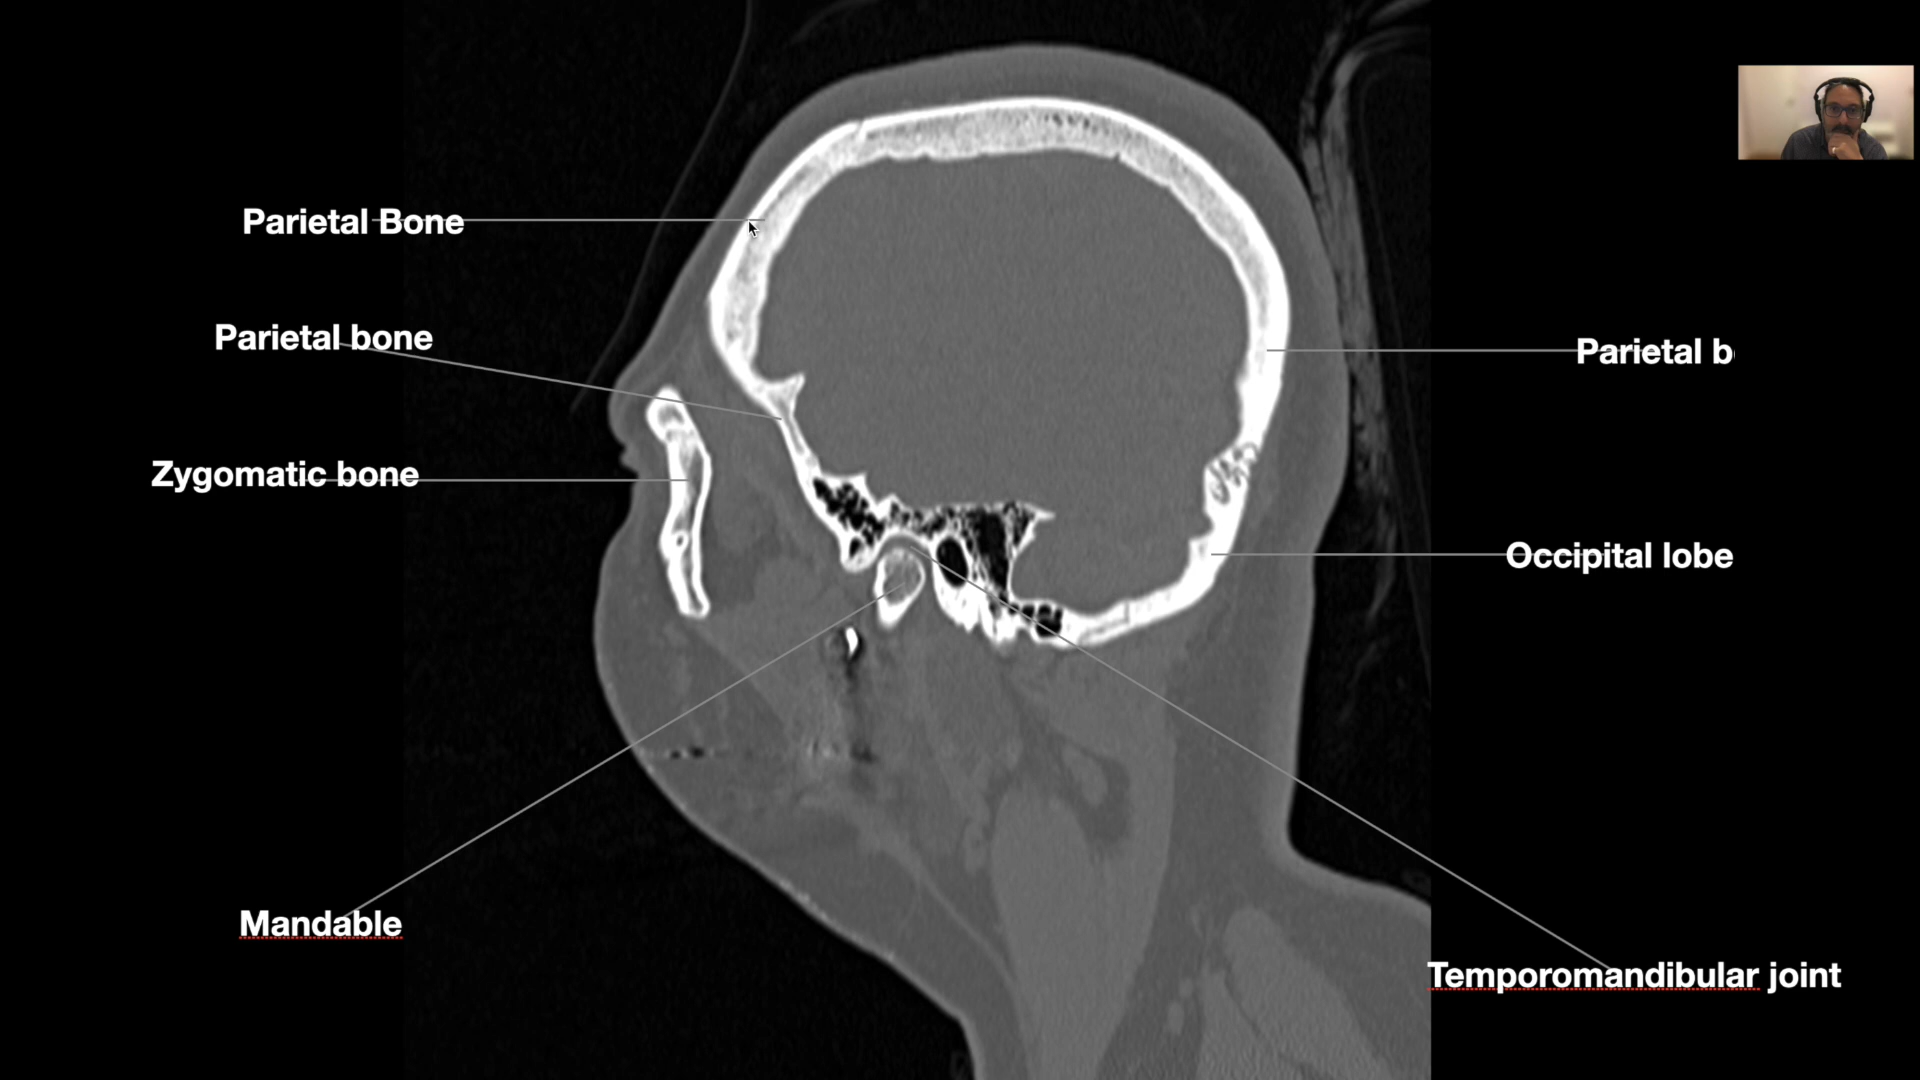 Parietal Bone
Parietal bone
Parietal b
Zygomatic bone
Occipital lobe
Mandable
Temporomandibular joint